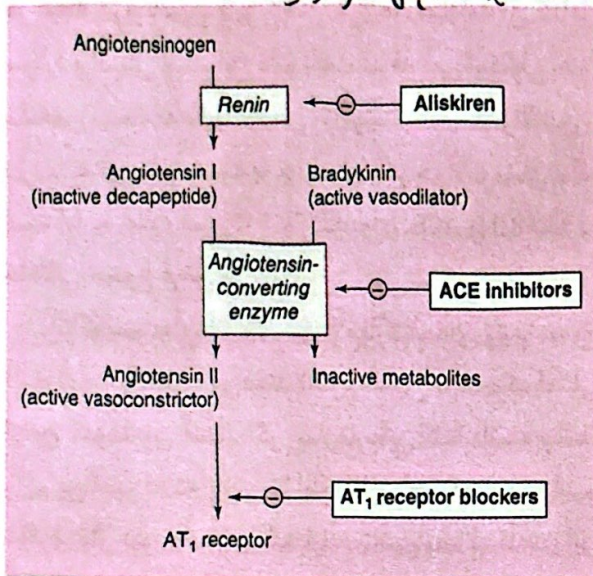 Angiotensinogen
Renin
Aliskiren
Angiotensin I
(inactive decapeptide)
Bradykinin
(active vasodilator)
Angiotensin-
converting
enzyme
ACE inhibitors
Angiotensin II
(active vasoconstrictor)
Inactive metabolites
AT₁ receptor blockers
AT₁ receptor